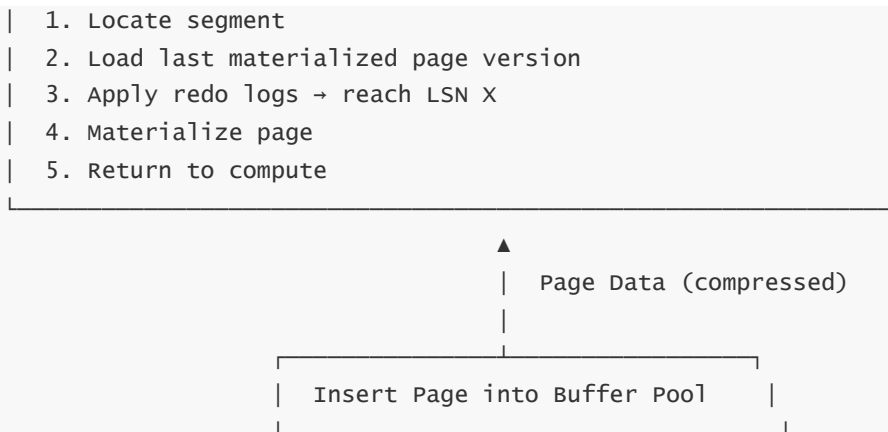 1. Locate segment
2. Load last materialized page version
3. Apply redo logs → reach LSN X
4. Materialize page
5. Return to compute
Page Data (compressed)
Insert Page into Buffer Pool